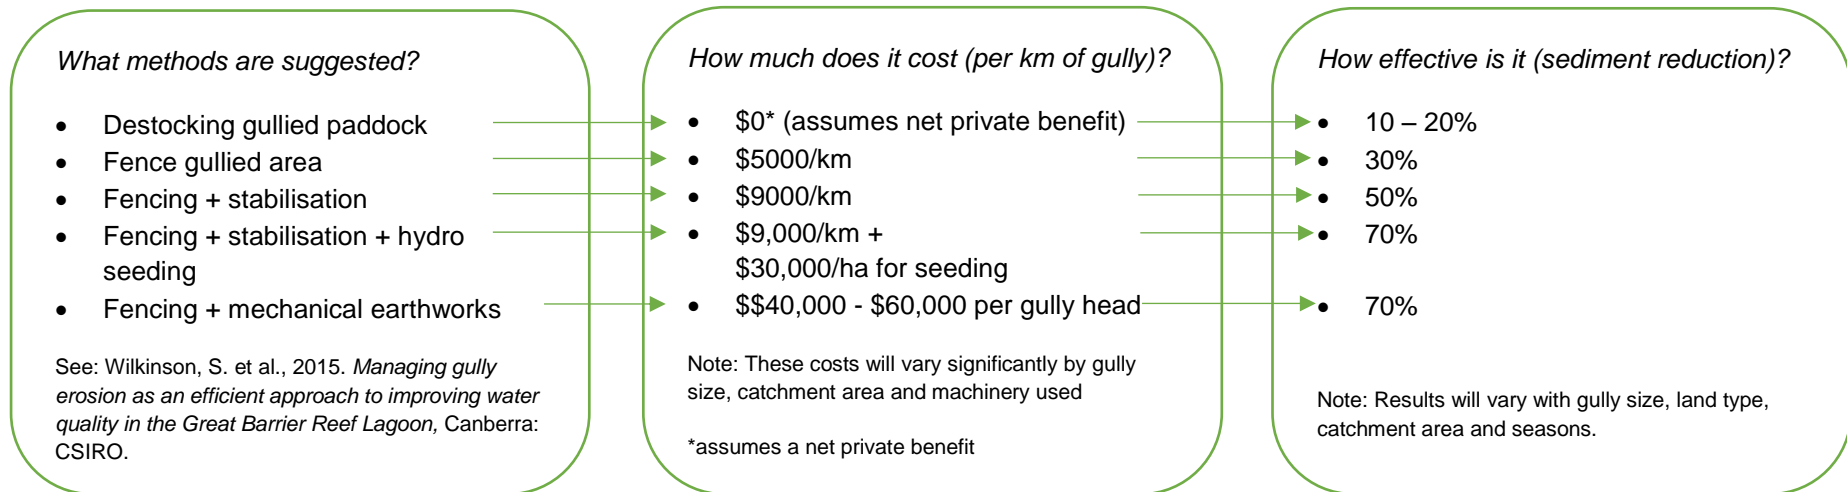 What methods are suggested?
• Destocking gullied paddock
• Fence gullied area
• Fencing + stabilisation
• Fencing + stabilisation + hydro
seeding
• Fencing + mechanical earthworks
See: Wilkinson, S. et al., 2015. Managing gully
erosion as an efficient approach to improving water
quality in the Great Barrier Reef Lagoon, Canberra:
CSIRO.
How much does it cost (per km of gully)?
• $0* (assumes net private benefit)
• $5000/km
• $9000/km
• $9,000/km +
$30,000/ha for seeding
• $$40,000 - $60,000 per gully head
Note: These costs will vary significantly by gully
size, catchment area and machinery used
*assumes a net private benefit
How effective is it (sediment reduction)?
• 10 – 20%
• 30%
• 50%
• 70%
• 70%
Note: Results will vary with gully size, land type,
catchment area and seasons.